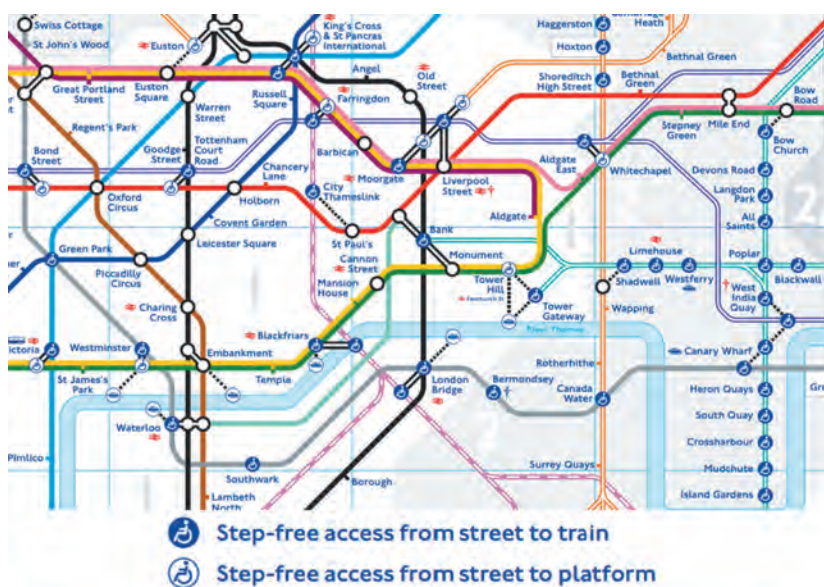 Swiss Cottage
St John's Wood
Euston
King's Cross
& St Pancras
International
Angel
Old
Street
Haggerston
Hoxton
Heath
Bethnal Green
Shoreditch
High Street
Bethnal
Green
Bow
Road
Great Portland
Street
Euston
Square
Russell
Square
Farringdon
Warren
Street
Regent's Park
Barbican
Stepney
Green
Mile End
Bow
Church
Bond
Street
Goodge
Street
Tottenham
Court
Road
Chancery
Lane
Moorgate
Liverpool
Street
Aldgate
East
Whitechapel
Devons Road
Langdon
Park
Oxford
Circus
Holborn
City
Thameslink
Covent Garden
Leicester Square
St Paul's
Aldgate
All
Saints
Green Park
Piccadilly
Circus
Cannon
Street
Bank
Monument
Mansion
House
Tower
Hill
Fenchurch St
Tower
Gateway
Limehouse
Shadwell
Westferry
Poplar
Blackwall
West
India
Quay
Charing
Cross
Wapping
River Thames
Victoria
Westminster
Blackfriars
Embankment
St James's
Park
Temple
Canary Wharf
Rotherhithe
London
Bridge
Bermondsey
Canada
Water
Heron Quays
South Quay
Waterloo
Crossharbour
Pimlico
Southwark
Lambeth
North
Borough
Surrey Quays
Mudchute
Island Gardens
Step-free access from street to train
Step-free access from street to platform